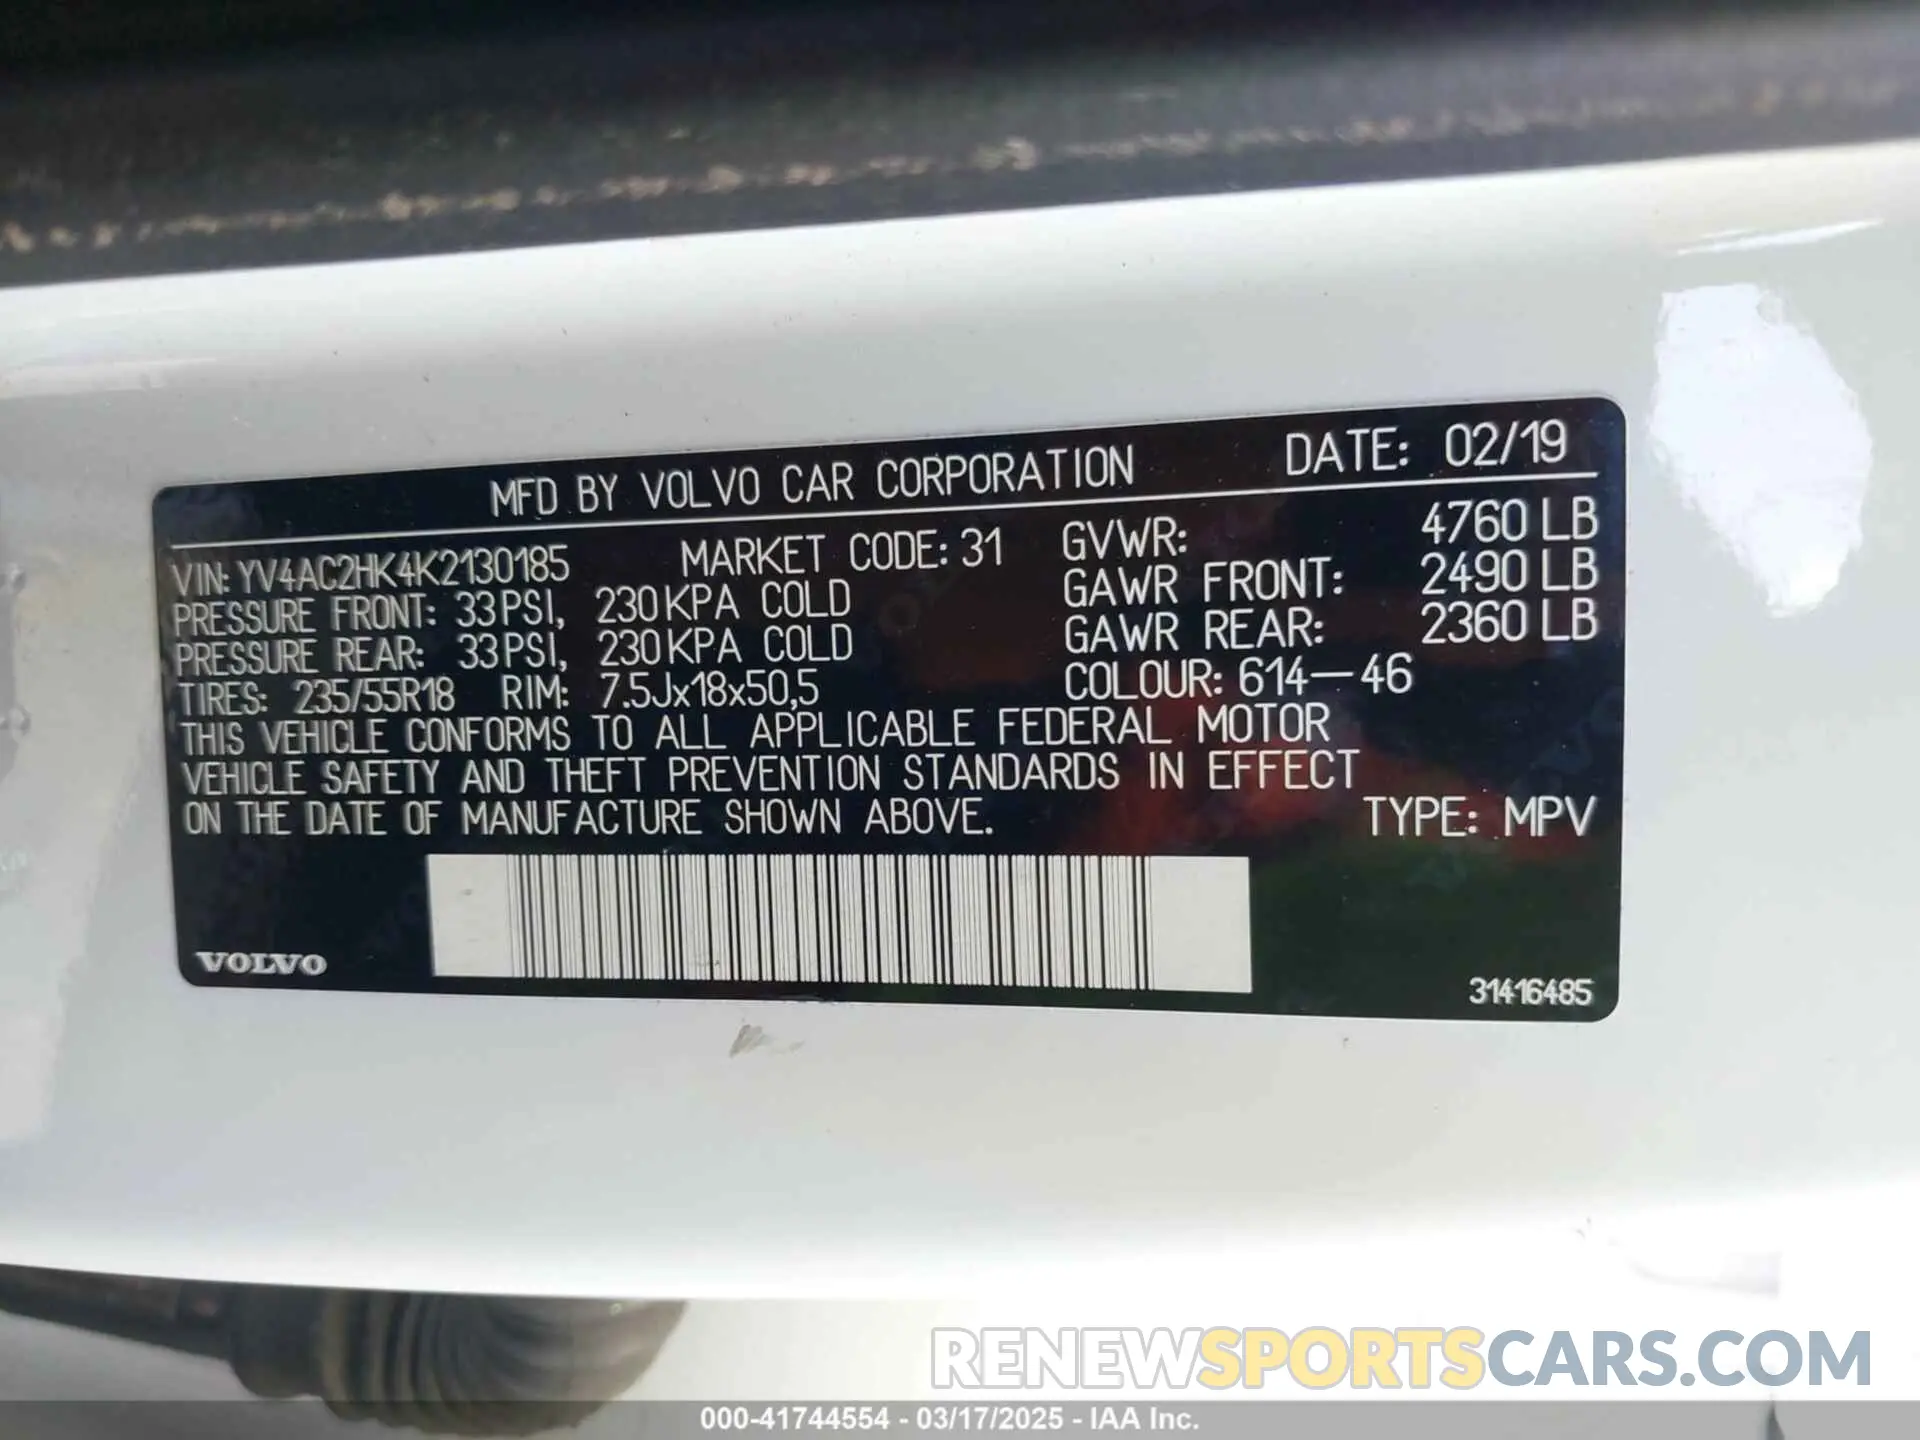 MFD BY VOLVO CAR CORPORATION DATE: 02/19
VIN: YV4AC2HK4K2130185 MARKET CODE: 31 GVWR: 4760 LB
PRESSURE FRONT: 33 PSI, 230 KPA COLD GAWR FRONT: 2490 LB
PRESSURE REAR: 33 PSI, 230 KPA COLD GAWR REAR: 2360 LB
TIRES: 235/55R18 RIM: 7.5Jx18x50,5 COLOUR: 614-46
THIS VEHICLE CONFORMS TO ALL APPLICABLE FEDERAL MOTOR
VEHICLE SAFETY AND THEFT PREVENTION STANDARDS IN EFFECT
ON THE DATE OF MANUFACTURE SHOWN ABOVE. TYPE: MPV
VOLVO
31416485
RENEWSPORTSCARS.COM
000-41744554 - 03/17/2025 - IAA Inc.